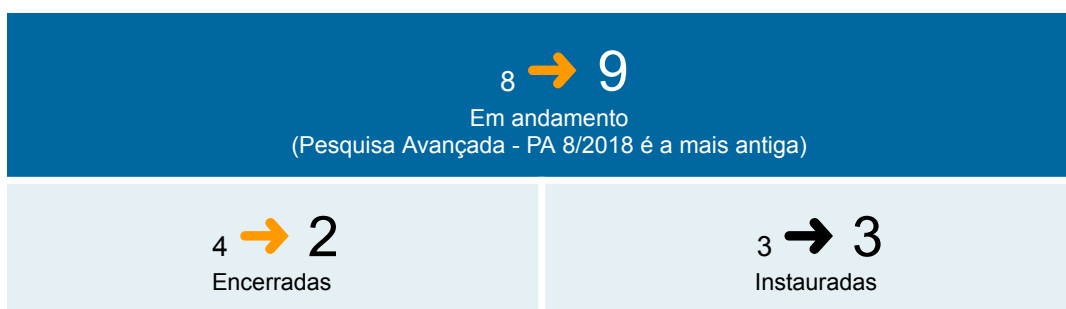 8 ➜ 9
Em andamento
(Pesquisa Avançada - PA 8/2018 é a mais antiga)
4 ➜ 2
Encerradas
3 ➜ 3
Instauradas